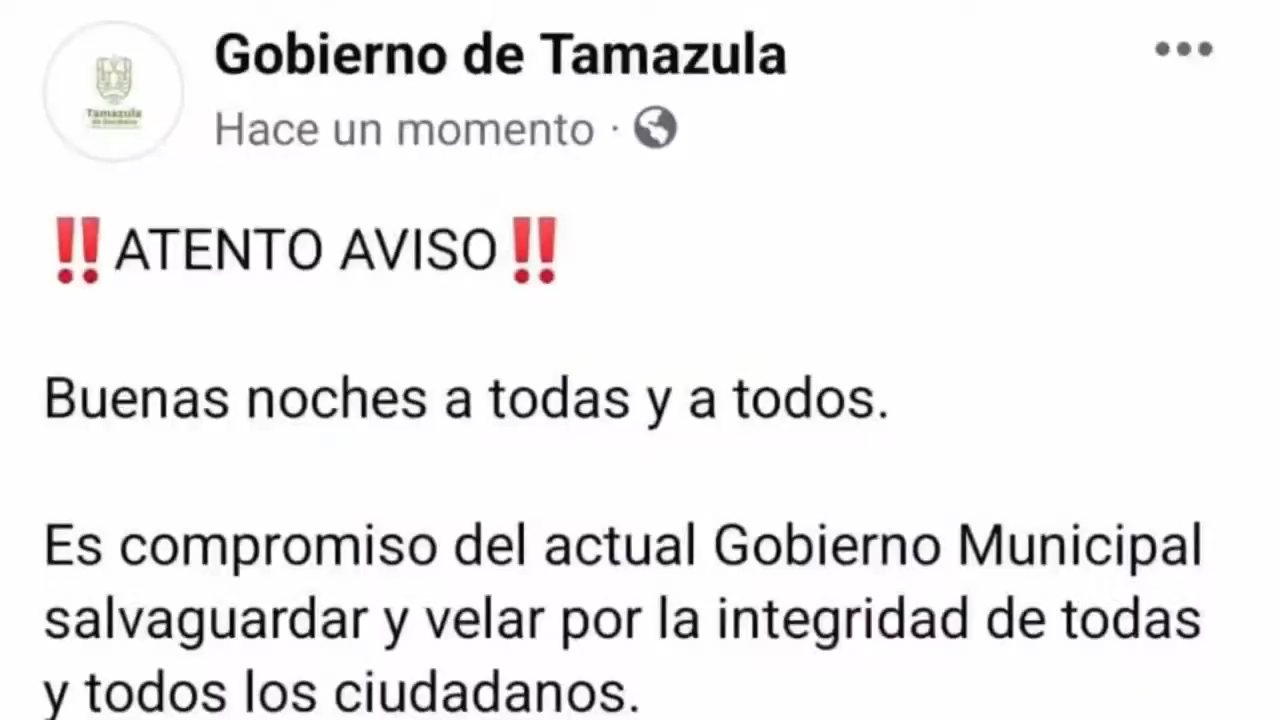 Gobierno de Tamazula
Hace un momento ·
Tamazula
‼️ATENTO AVISO‼️
Buenas noches a todas y a todos.
Es compromiso del actual Gobierno Municipal
salvaguardar y velar por la integridad de todas
y todos los ciudadanos.